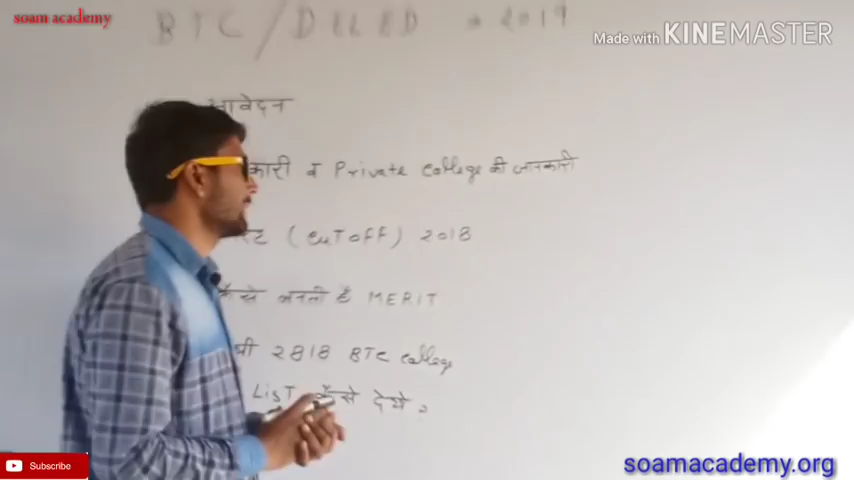 soam academy
BTC / DELED 2019
Made with KINEMASTER
आवेदन
कारी व Private College की जानकारी
(CUTOFF) 2018
कैसे बनती है MERIT
2818 BTC College
LisT कैसे देखे
Subscribe
soamacademy.org